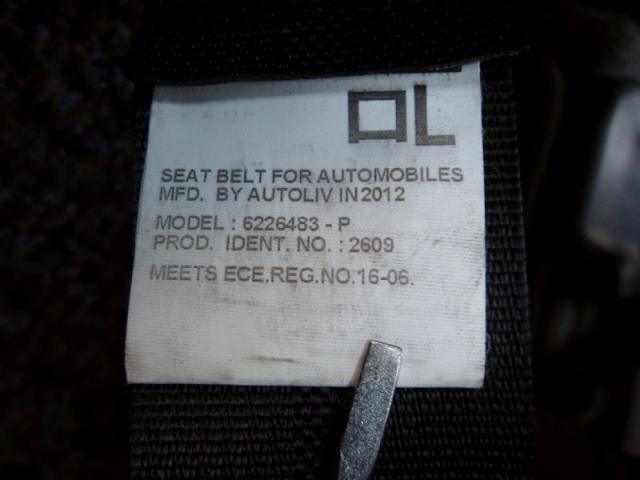 AL
SEAT BELT FOR AUTOMOBILES
MFD. BY AUTOLIV IN 2012
MODEL : 6226483 - P
PROD. IDENT. NO. : 2609
MEETS ECE.REG.NO.16-06.